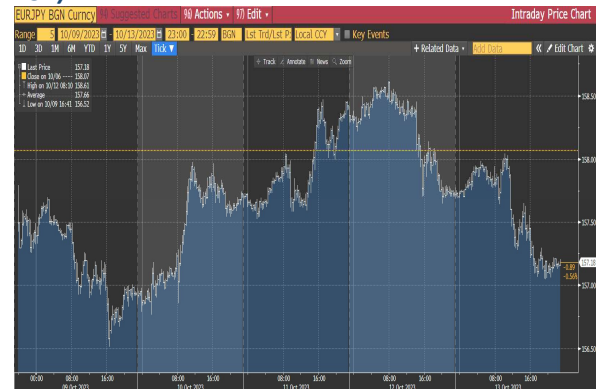 EURJPY BGN Curncy 98) Suggested Charts 96) Actions 97) Edit Intraday Price Chart
Range 5 10/09/2023 - 10/13/2023 23:00 - 22:59 BGN Lst Trd/Lst P: Local CCY Key Events
1D 3D 1M 6M YTD 1Y 5Y Max Tick ▼ + Related Data Add Data « Edit Chart
+ Track Annotate News Zoom
Last Price 157.18
Close on 10/06 ---- 158.07
High on 10/12 08:10 158.61
Average 157.66
Low on 10/09 16:41 156.52
158.00
157.50
157.18
-0.89
-0.56%
157.00
156.50
00:00 08:00 16:00 08:00 16:00 08:00 16:00 08:00 16:00 08:00 16:00
09 Oct 2023 10 Oct 2023 11 Oct 2023 12 Oct 2023 13 Oct 2023